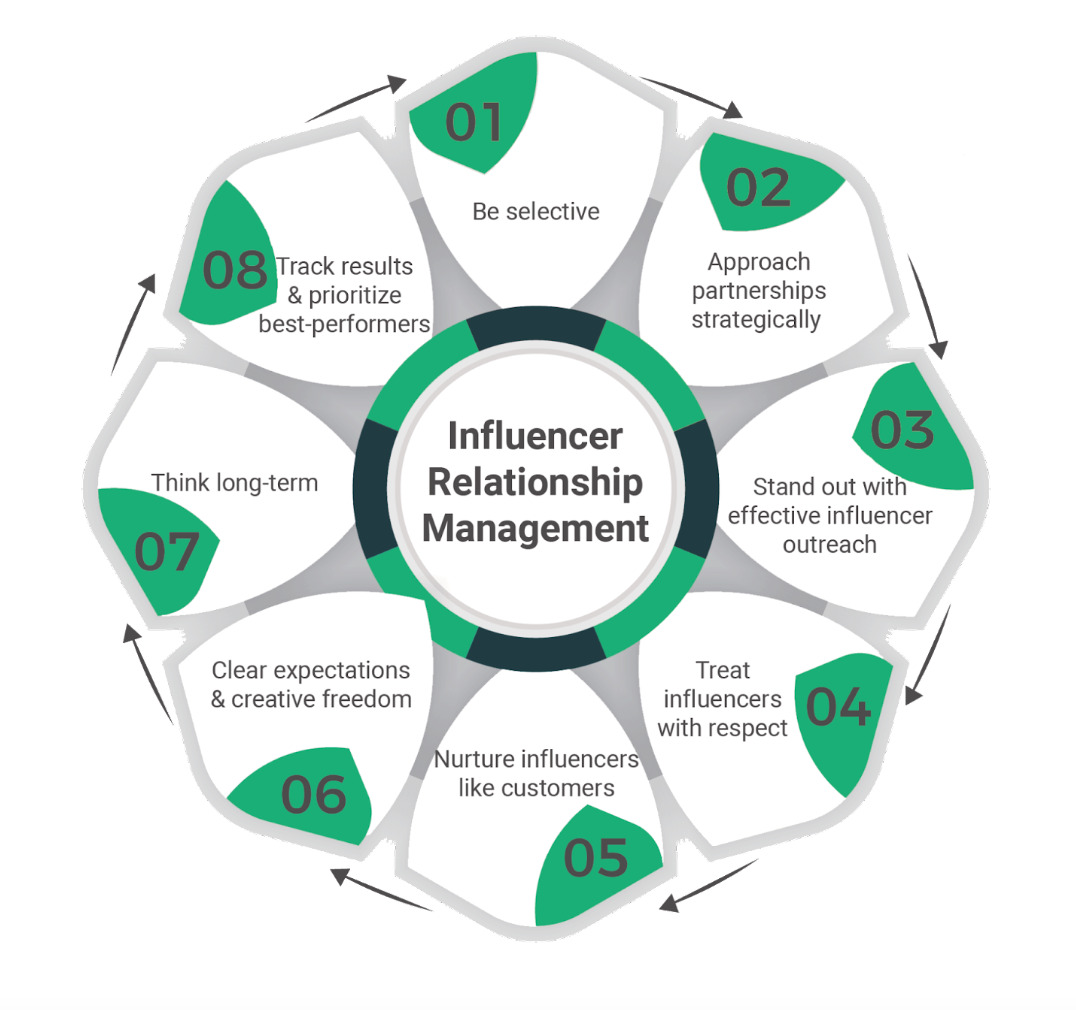 Influencer
Relationship
Management
01
Be selective
02
Approach
partnerships
strategically
03
Stand out with
effective influencer
outreach
04
Treat
influencers
with respect
05
Nurture influencers
like customers
06
Clear expectations
& creative freedom
07
Think long-term
08
Track results
& prioritize
best-performers